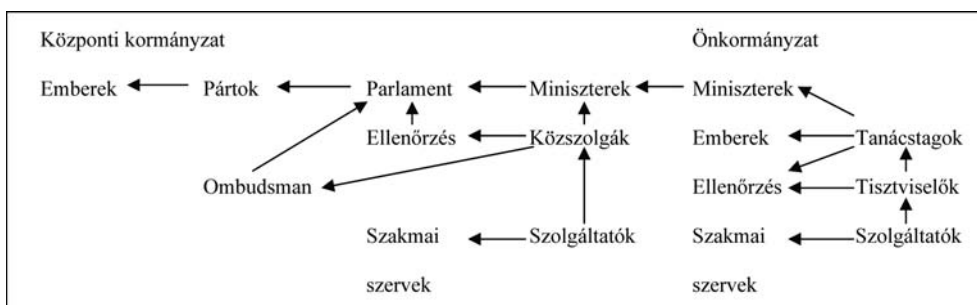 Központi kormányzat Önkormányzat
Emberek Pártok Parlament Miniszterek Miniszterek
Ellenőrzés Közszolgák Emberek Tanácstagok
Ombudsman Ellenőrzés Tisztviselők
Szakmai Szolgáltatók Szakmai Szolgáltatók
szervek szervek